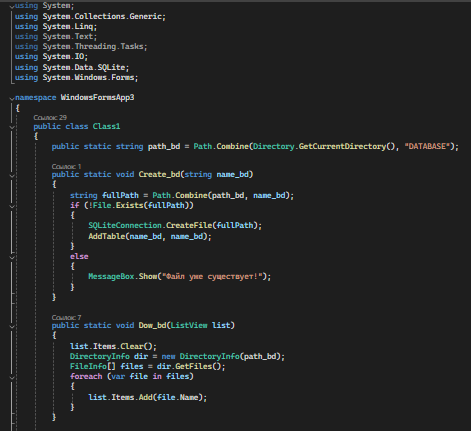 using System;
using System.Collections.Generic;
using System.Linq;
using System.Text;
using System.Threading.Tasks;
using System.IO;
using System.Data.SQLite;
using System.Windows.Forms;
namespace WindowsFormsApp3
{
Ссылок: 29
public class Class1
{
public static string path_bd = Path.Combine(Directory.GetCurrentDirectory(), "DATABASE");
Ссылок: 1
public static void Create_bd(string name_bd)
{
string fullPath = Path.Combine(path_bd, name_bd);
if (!File.Exists(fullPath))
{
SQLiteConnection.CreateFile(fullPath);
AddTable(name_bd, name_bd);
}
else
{
MessageBox.Show("Файл уже существует!");
}
}
Ссылок: 7
public static void Dow_bd(ListView list)
{
list.Items.Clear();
DirectoryInfo dir = new DirectoryInfo(path_bd);
FileInfo[] files = dir.GetFiles();
foreach (var file in files)
{
list.Items.Add(file.Name);
}
}